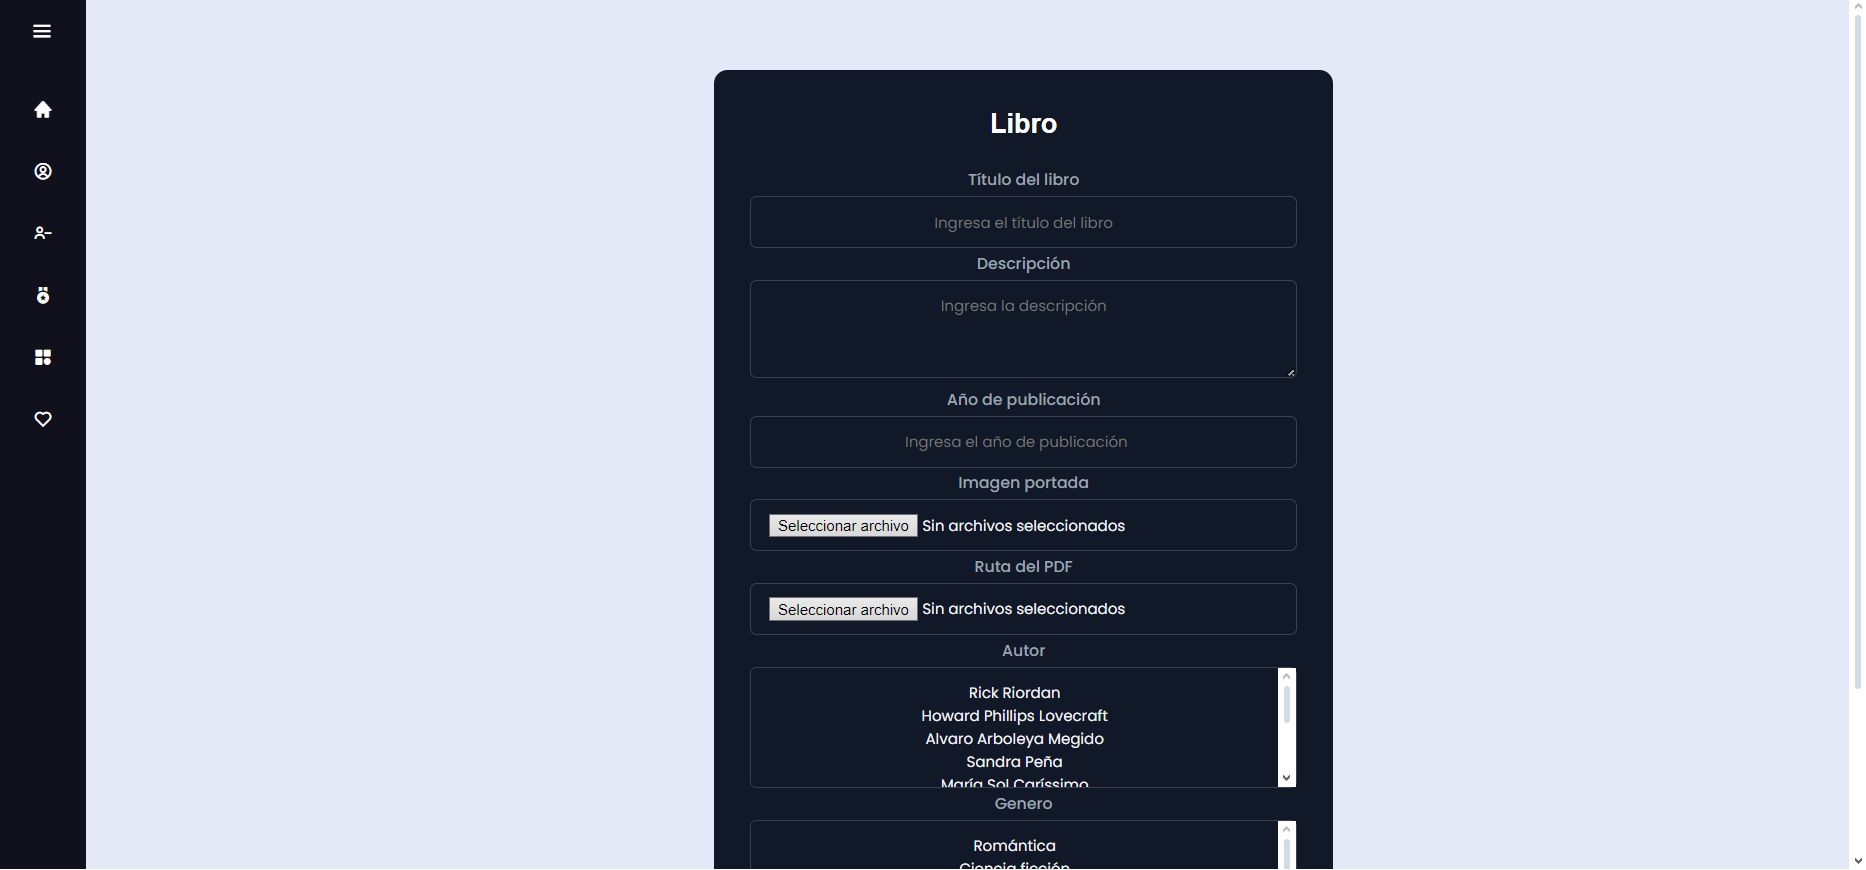 Libro
Título del libro
Ingresa el título del libro
Descripción
Ingresa la descripción
Año de publicación
Ingresa el año de publicación
Imagen portada
Seleccionar archivo Sin archivos seleccionados
Ruta del PDF
Seleccionar archivo Sin archivos seleccionados
Autor
Rick Riordan
Howard Phillips Lovecraft
Alvaro Arboleya Megido
Sandra Peña
María Sol Caríssimo
Genero
Romántica
Ciencia ficción